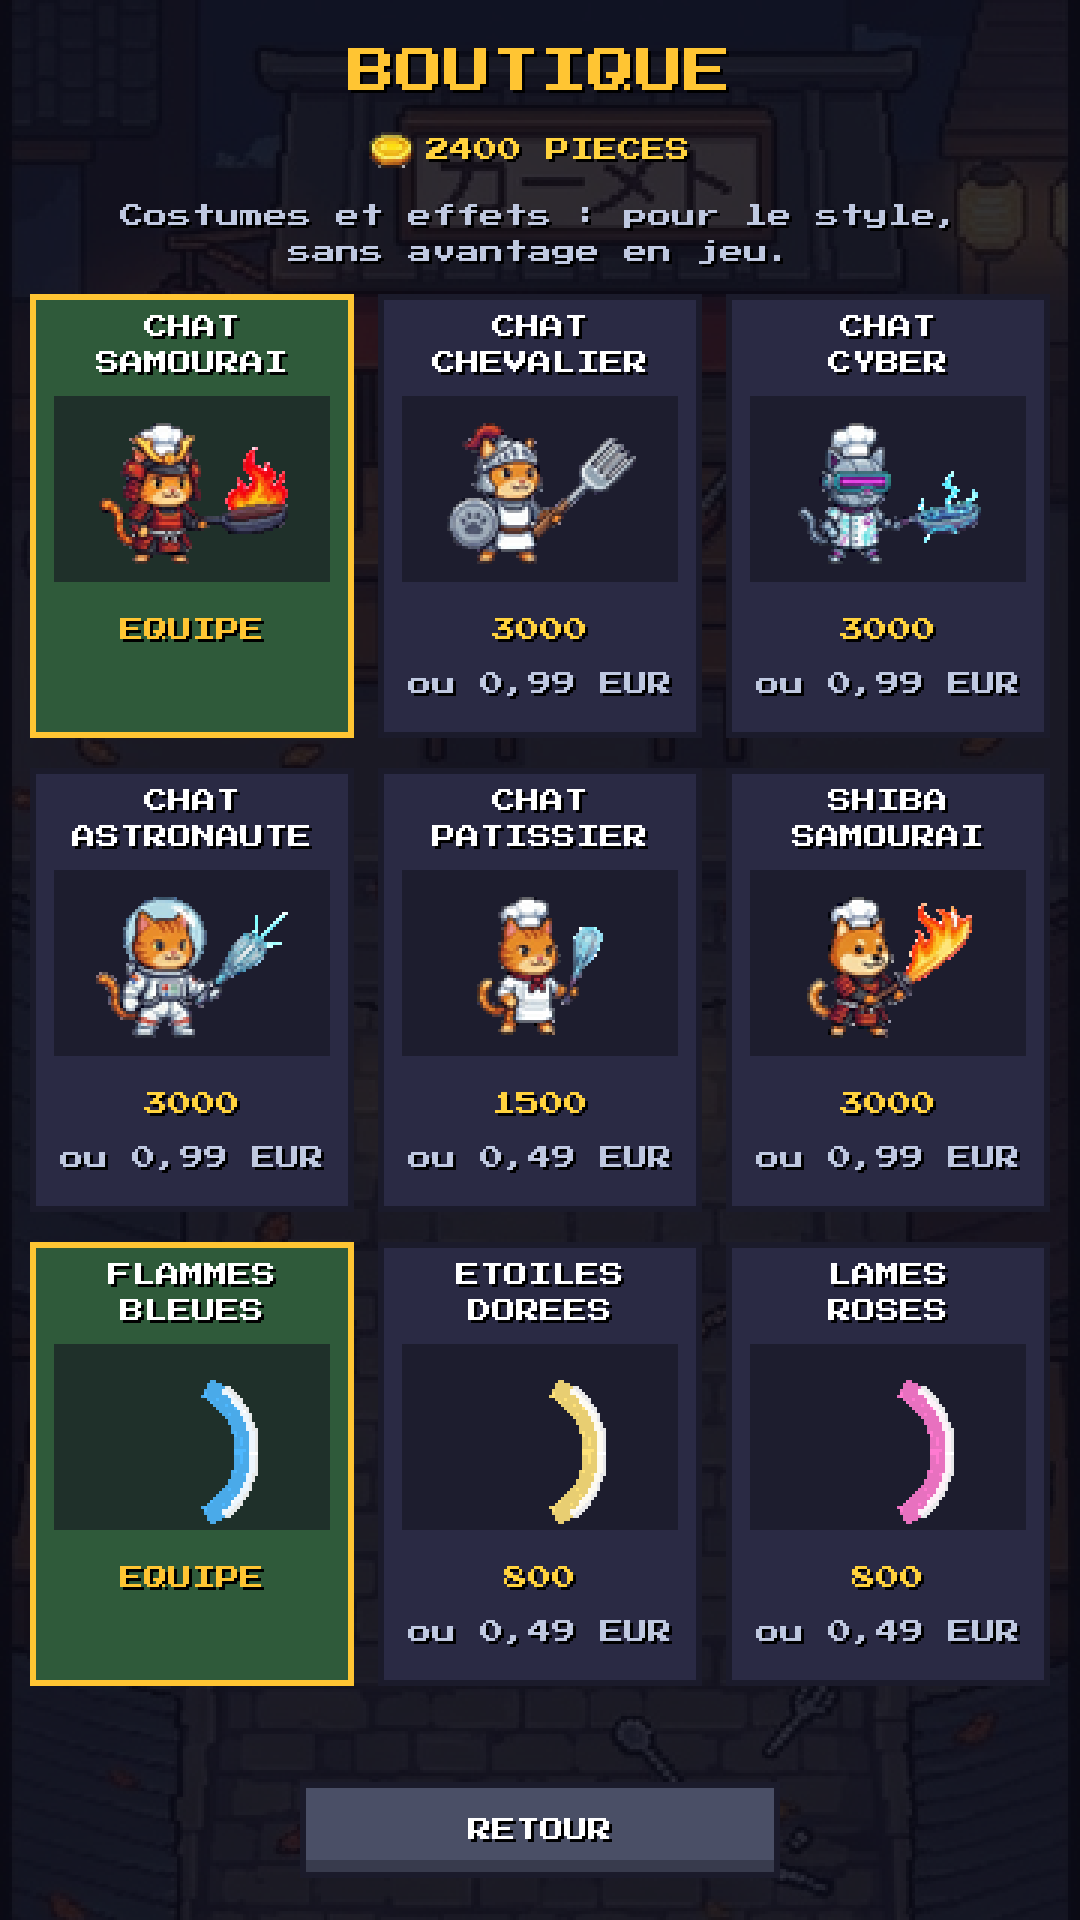 BOUTIQUE
2400 PIECES
Costumes et effets : pour le style,
sans avantage en jeu.
CHAT
SAMOURAI
EQUIPE
CHAT
CHEVALIER
3000
ou 0,99 EUR
CHAT
CYBER
3000
ou 0,99 EUR
CHAT
ASTRONAUTE
3000
ou 0,99 EUR
CHAT
PATISSIER
1500
ou 0,49 EUR
SHIBA
SAMOURAI
3000
ou 0,99 EUR
FLAMMES
BLEUES
EQUIPE
ETOILES
DOREES
800
ou 0,49 EUR
LAMES
ROSES
800
ou 0,49 EUR
RETOUR